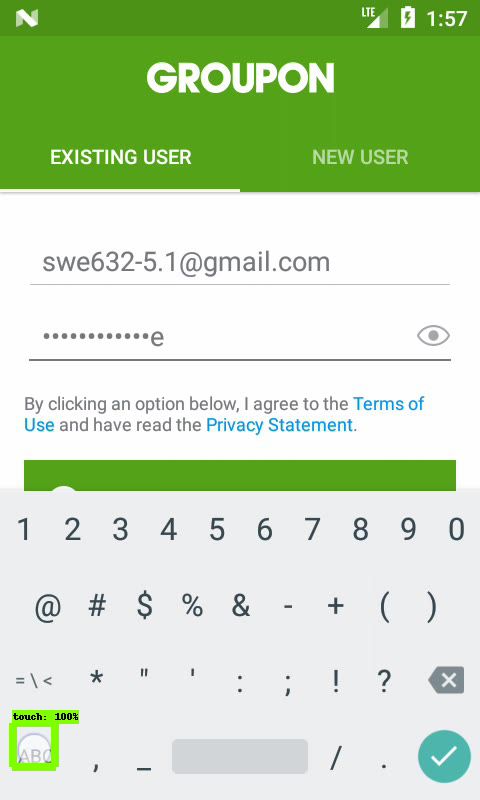 LTE 1:57
GROUPON
EXISTING USER NEW USER
swe632-5.1@gmail.com
••••••••••••e
By clicking an option below, I agree to the Terms of
Use and have read the Privacy Statement.
1 2 3 4 5 6 7 8 9 0
@ # $ % & - + ( )
= \ < * " ' : ; ! ?
touch: 100%
ABC , _ / .